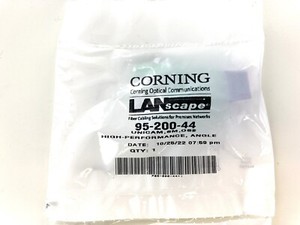 CORNING
Corning Optical Communications
LANscape®
Fiber Cabling Solutions for Premises Networks
95-200-44
UNICAM,SM,OS2
HIGH-PERFORMANCE, ANGLE
DATE: 10/25/22 07:59 pm
QTY: 1